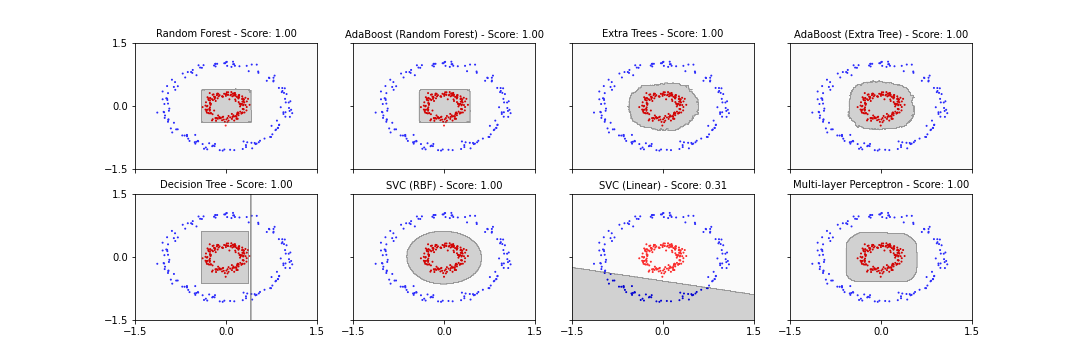 Random Forest - Score: 1.00
AdaBoost (Random Forest) - Score: 1.00
Extra Trees - Score: 1.00
AdaBoost (Extra Tree) - Score: 1.00
1.5
0.0
−1.5
Decision Tree - Score: 1.00
SVC (RBF) - Score: 1.00
SVC (Linear) - Score: 0.31
Multi-layer Perceptron - Score: 1.00
1.5
0.0
−1.5
−1.5 0.0 1.5
−1.5 0.0 1.5
−1.5 0.0 1.5
−1.5 0.0 1.5